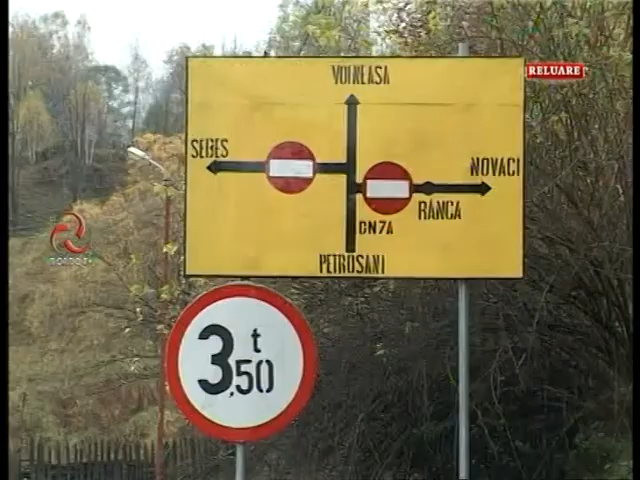 VOINEASA
RELUARE
SEBES
NOVACI
RANCA
DN7A
PETROSANI
3,50 t